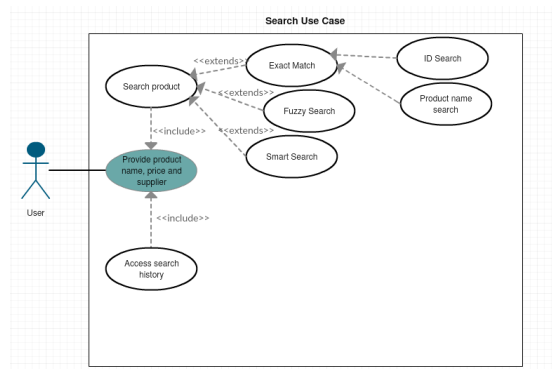 Search Use Case
<<extends>>
Exact Match
ID Search
Search product
<<extends>>
Product name
search
Fuzzy Search
<<include>>
<<extends>>
Smart Search
Provide product
name, price and
supplier
User
<<include>>
Access search
history